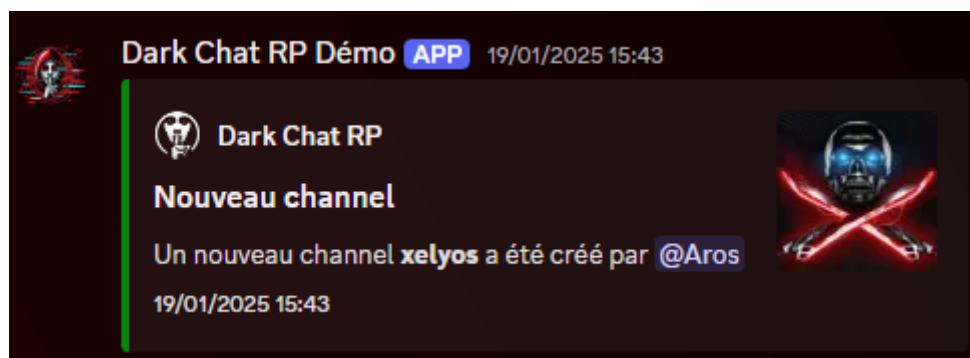 Dark Chat RP Démo APP 19/01/2025 15:43
Dark Chat RP
Nouveau channel
Un nouveau channel xelyos a été créé par @Aros
19/01/2025 15:43